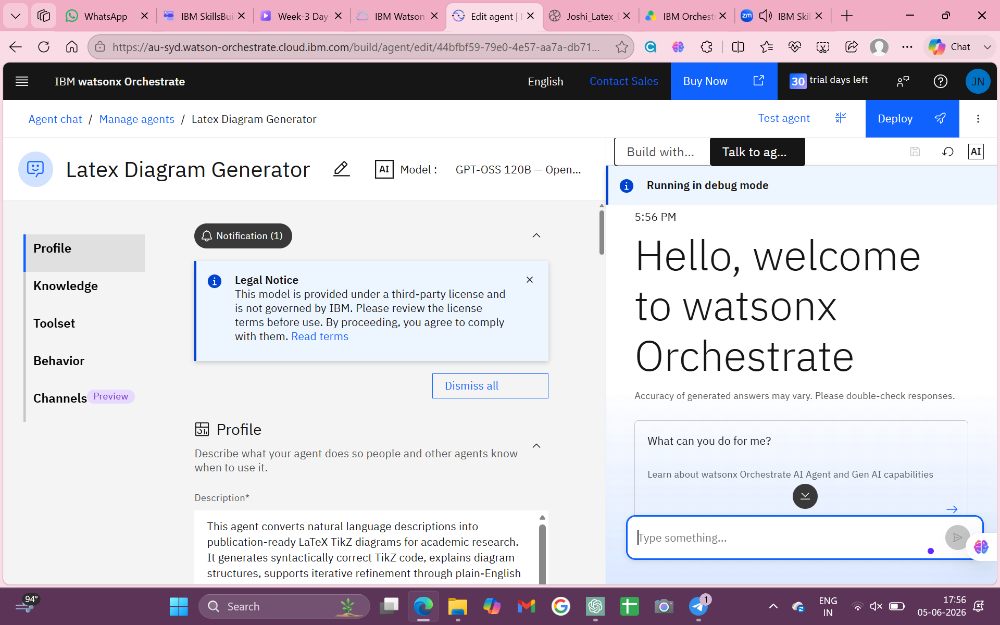 WhatsApp
IBM SkillsBui
Week-3 Day-
IBM Watson
Edit agent |
Joshi_Latex_
IBM Orchest
zm
IBM Skil
https://au-syd.watson-orchestrate.cloud.ibm.com/build/agent/edit/44bfbf59-79e0-4e57-aa7a-db71...
Chat
IBM watsonx Orchestrate
English
Contact Sales
Buy Now
30 trial days left
JN
Agent chat / Manage agents / Latex Diagram Generator
Test agent
Deploy
Latex Diagram Generator
AI Model : GPT-OSS 120B — Open...
Build with...
Talk to ag...
AI
Running in debug mode
Profile
Knowledge
Toolset
Behavior
Channels Preview
Notification (1)
Legal Notice
This model is provided under a third-party license and
is not governed by IBM. Please review the license
terms before use. By proceeding, you agree to comply
with them. Read terms
Dismiss all
Profile
Describe what your agent does so people and other agents know
when to use it.
Description*
This agent converts natural language descriptions into
publication-ready LaTeX TikZ diagrams for academic research.
It generates syntactically correct TikZ code, explains diagram
structures, supports iterative refinement through plain-English
5:56 PM
Hello, welcome
to watsonx
Orchestrate
Accuracy of generated answers may vary. Please double-check responses.
What can you do for me?
Learn about watsonx Orchestrate AI Agent and Gen AI capabilities
Type something...
94°
Search
1
ENG
IN
17:56
05-06-2026